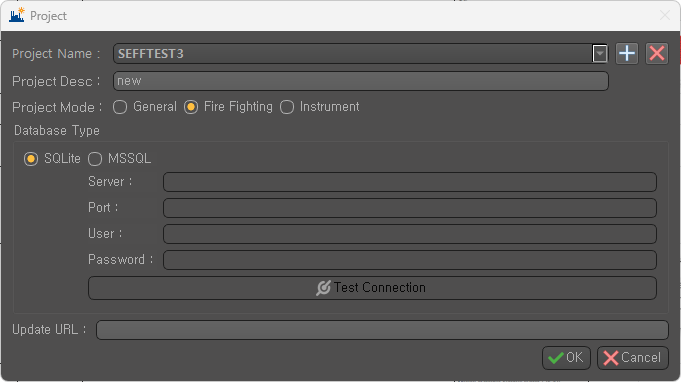 Project
Project Name : SEFFTEST3
Project Desc : new
Project Mode : General Fire Fighting Instrument
Database Type
SQLite MSSQL
Server :
Port :
User :
Password :
Test Connection
Update URL :
OK Cancel